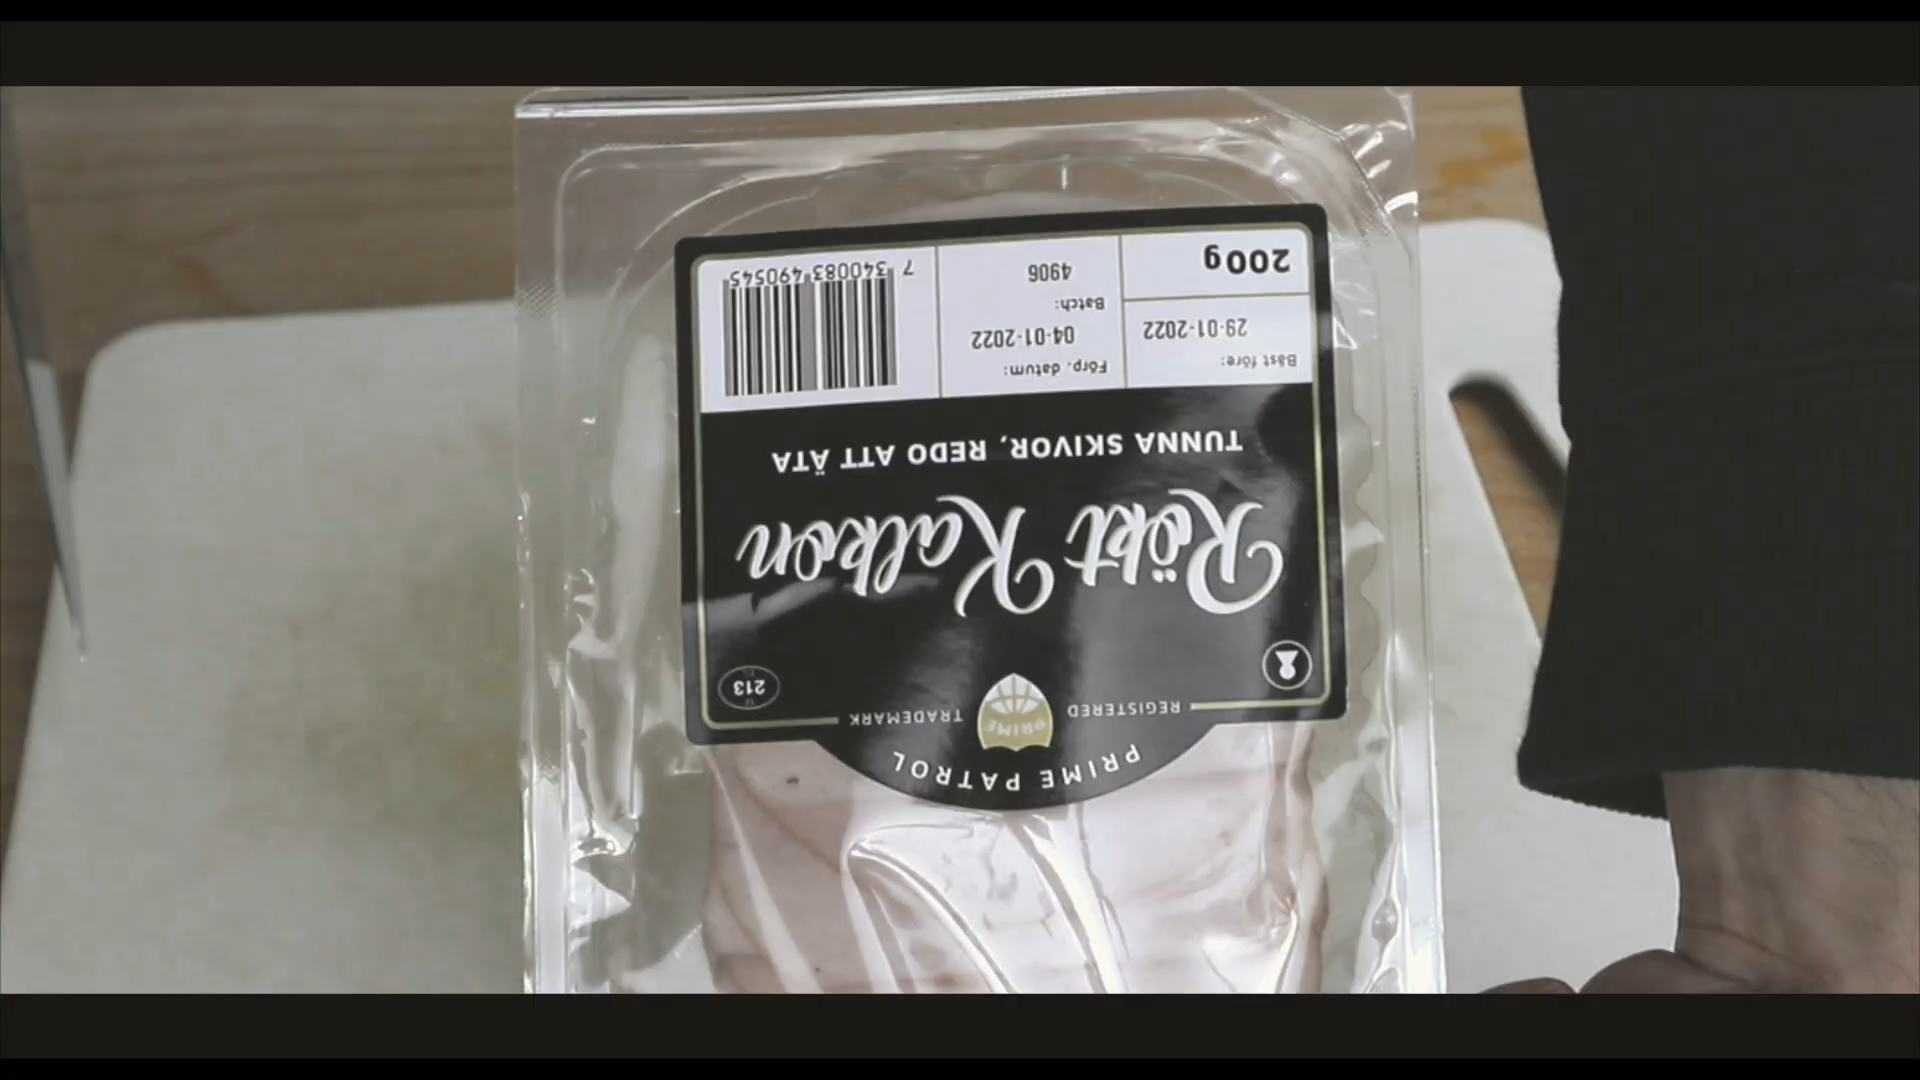 PRIME PATROL
REGISTERED PRIME TRADEMARK
213
Rökt Kalkon
TUNNA SKIVOR, REDO ATT ÄTA
Bäst före:
29-01-2022
200g
Förp. datum:
04-01-2022
Batch:
4906
7 340083 490545